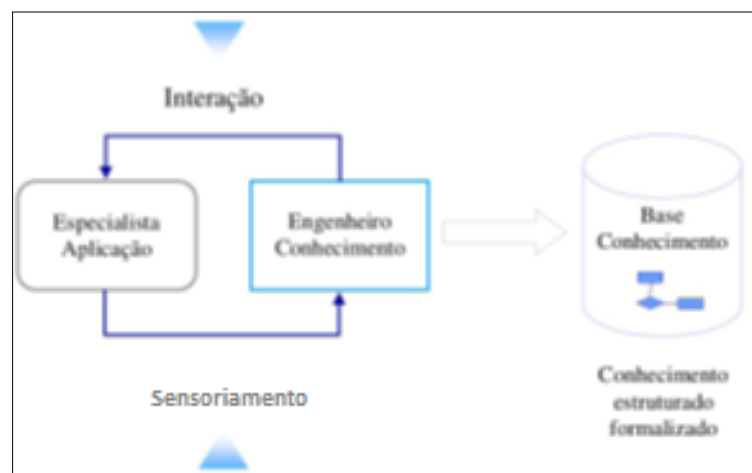 Interação
Especialista
Aplicação
Engenheiro
Conhecimento
Base
Conhecimento
Sensoriamento
Conhecimento
estruturado
formalizado